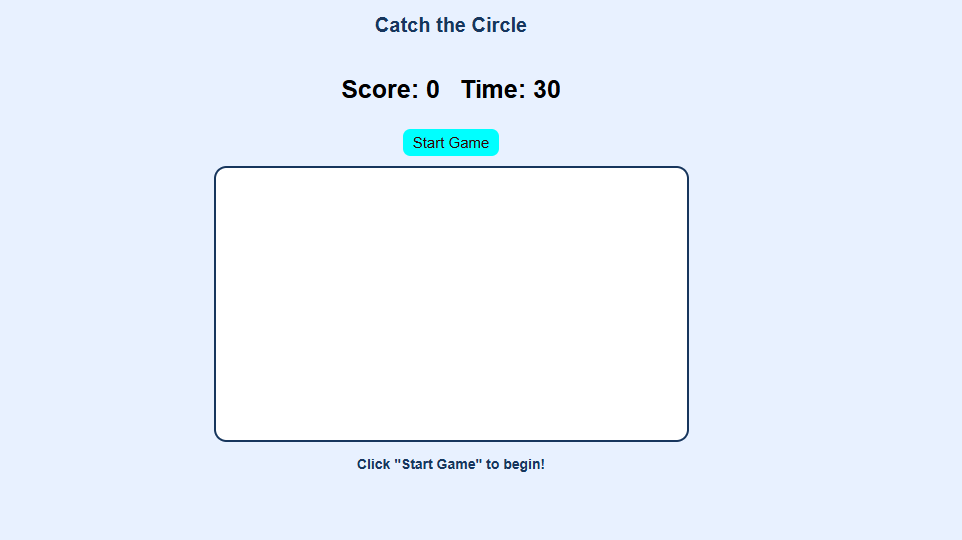 Catch the Circle
Score: 0 Time: 30
Start Game
Click "Start Game" to begin!